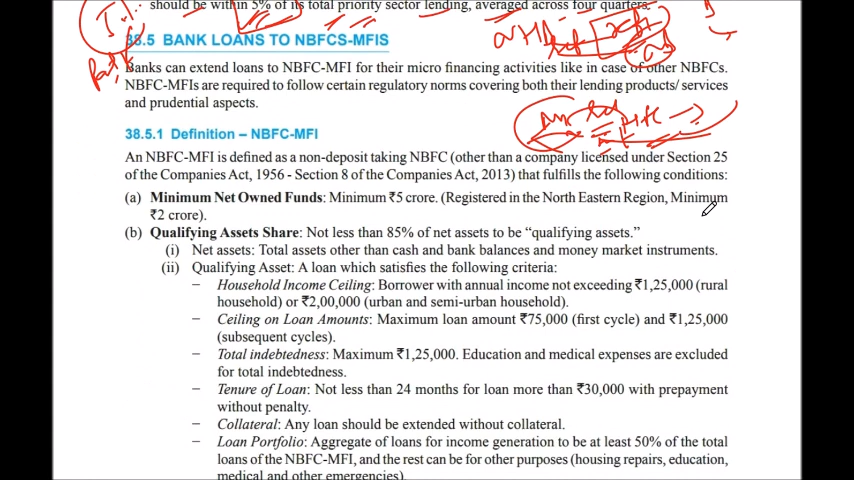 should be within 5% of its total priority sector lending, averaged across four quarters.
38.5 BANK LOANS TO NBFCS-MFIS
Banks can extend loans to NBFC-MFI for their micro financing activities like in case of other NBFCs.
NBFC-MFIs are required to follow certain regulatory norms covering both their lending products/ services
and prudential aspects.
38.5.1 Definition – NBFC-MFI
An NBFC-MFI is defined as a non-deposit taking NBFC (other than a company licensed under Section 25
of the Companies Act, 1956 - Section 8 of the Companies Act, 2013) that fulfills the following conditions:
(a) Minimum Net Owned Funds: Minimum ₹5 crore. (Registered in the North Eastern Region, Minimum
₹2 crore).
(b) Qualifying Assets Share: Not less than 85% of net assets to be “qualifying assets.”
(i) Net assets: Total assets other than cash and bank balances and money market instruments.
(ii) Qualifying Asset: A loan which satisfies the following criteria:
– Household Income Ceiling: Borrower with annual income not exceeding ₹1,25,000 (rural
household) or ₹2,00,000 (urban and semi-urban household).
– Ceiling on Loan Amounts: Maximum loan amount ₹75,000 (first cycle) and ₹1,25,000
(subsequent cycles).
– Total indebtedness: Maximum ₹1,25,000. Education and medical expenses are excluded
for total indebtedness.
– Tenure of Loan: Not less than 24 months for loan more than ₹30,000 with prepayment
without penalty.
– Collateral: Any loan should be extended without collateral.
– Loan Portfolio: Aggregate of loans for income generation to be at least 50% of the total
loans of the NBFC-MFI, and the rest can be for other purposes (housing repairs, education,
medical and other emergencies).